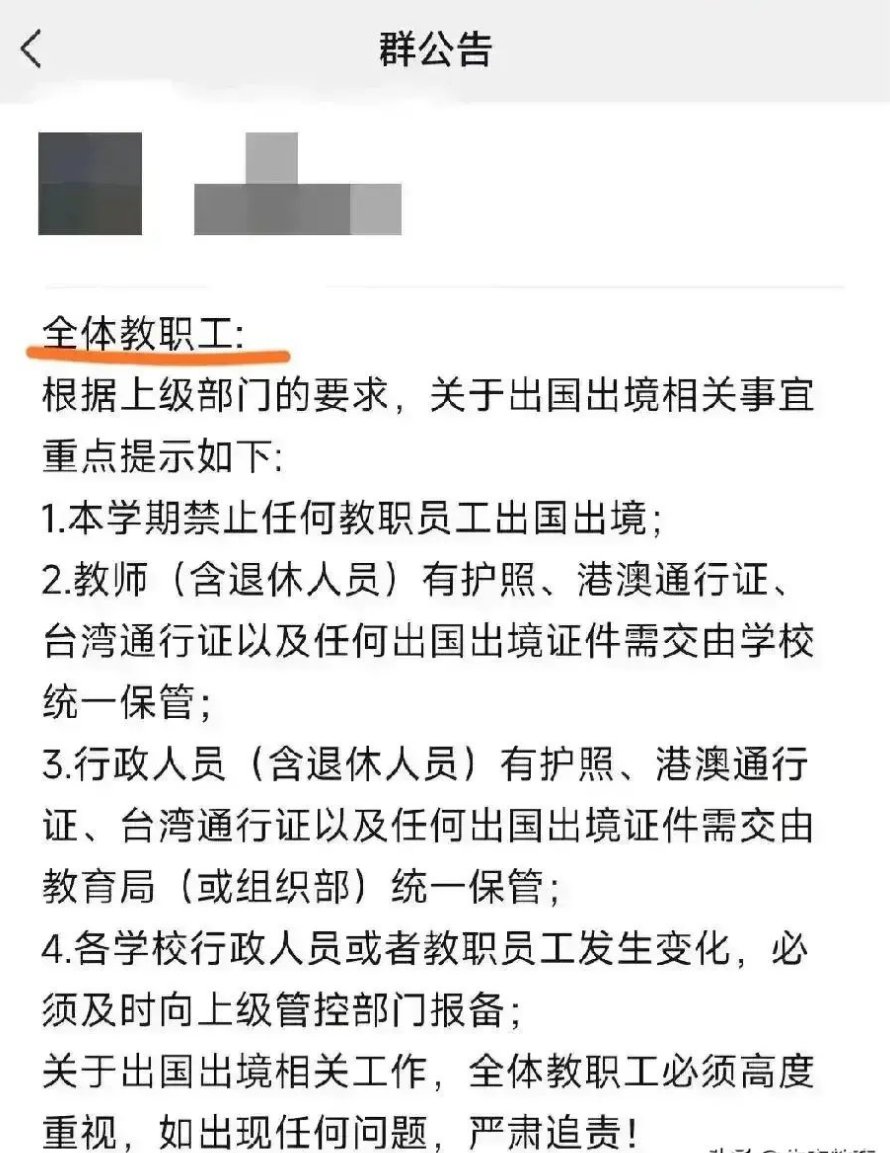 群公告
全体教职工:
根据上级部门的要求，关于出国出境相关事宜
重点提示如下:
1.本学期禁止任何教职员工出国出境；
2.教师（含退休人员）有护照、港澳通行证、
台湾通行证以及任何出国出境证件需交由学校
统一保管；
3.行政人员（含退休人员）有护照、港澳通行
证、台湾通行证以及任何出国出境证件需交由
教育局（或组织部）统一保管；
4.各学校行政人员或者教职员工发生变化，必
须及时向上级管控部门报备；
关于出国出境相关工作，全体教职工必须高度
重视，如出现任何问题，严肃追责！